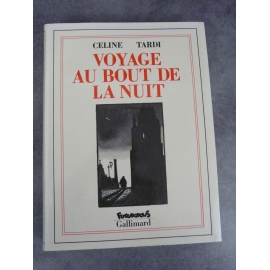 CELINE TARDI
VOYAGE
AU BOUT DE
LA NUIT
FUTUROPOLIS
Gallimard